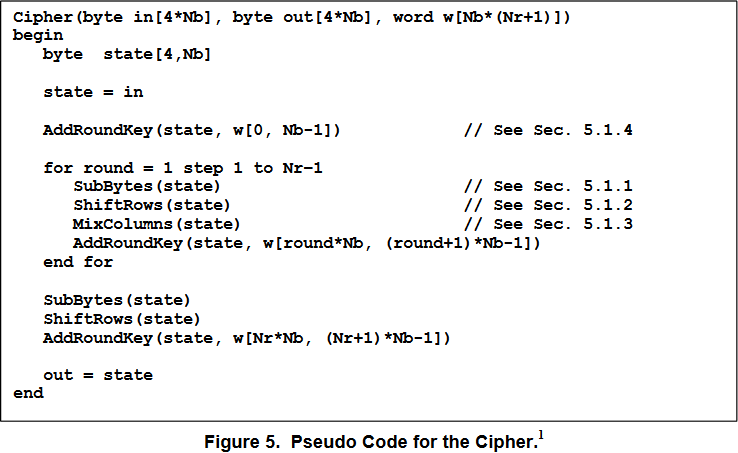 Cipher(byte in[4*Nb], byte out[4*Nb], word w[Nb*(Nr+1)])
begin
byte state[4,Nb]
state = in
AddRoundKey(state, w[0, Nb-1]) // See Sec. 5.1.4
for round = 1 step 1 to Nr–1
SubBytes(state) // See Sec. 5.1.1
ShiftRows(state) // See Sec. 5.1.2
MixColumns(state) // See Sec. 5.1.3
AddRoundKey(state, w[round*Nb, (round+1)*Nb-1])
end for
SubBytes(state)
ShiftRows(state)
AddRoundKey(state, w[Nr*Nb, (Nr+1)*Nb-1])
out = state
end
Figure 5. Pseudo Code for the Cipher.1